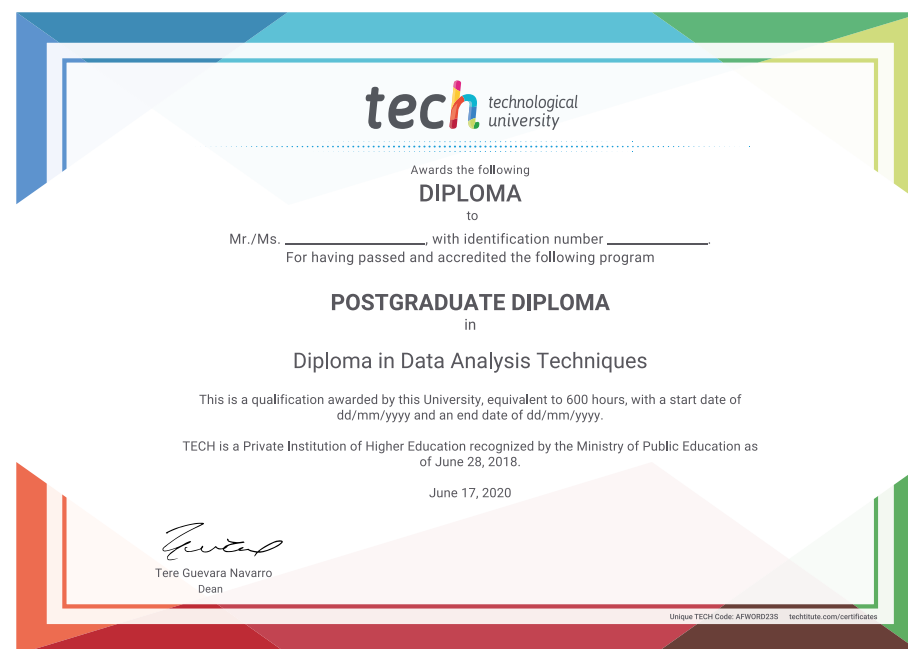 tech technological
university
Awards the following
DIPLOMA
to
Mr./Ms. ________________, with identification number ____________.
For having passed and accredited the following program
POSTGRADUATE DIPLOMA
in
Diploma in Data Analysis Techniques
This is a qualification awarded by this University, equivalent to 600 hours, with a start date of
dd/mm/yyyy and an end date of dd/mm/yyyy.
TECH is a Private Institution of Higher Education recognized by the Ministry of Public Education as
of June 28, 2018.
June 17, 2020
Tere Guevara Navarro
Dean
Unique TECH Code: AFWORD23S techtitute.com/certificates